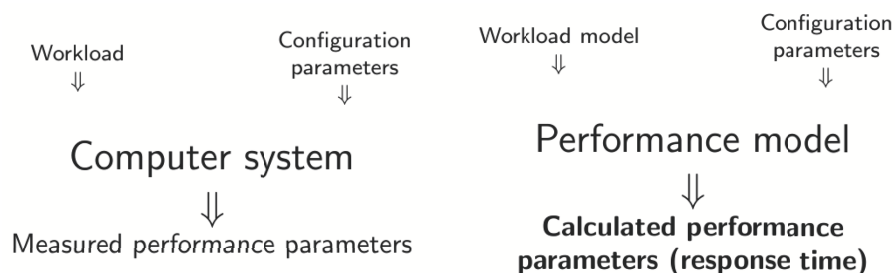 Workload
Configuration
parameters
⇓
⇓
Computer system
⇓
Measured performance parameters
Workload model
Configuration
parameters
⇓
⇓
Performance model
⇓
Calculated performance
parameters (response time)